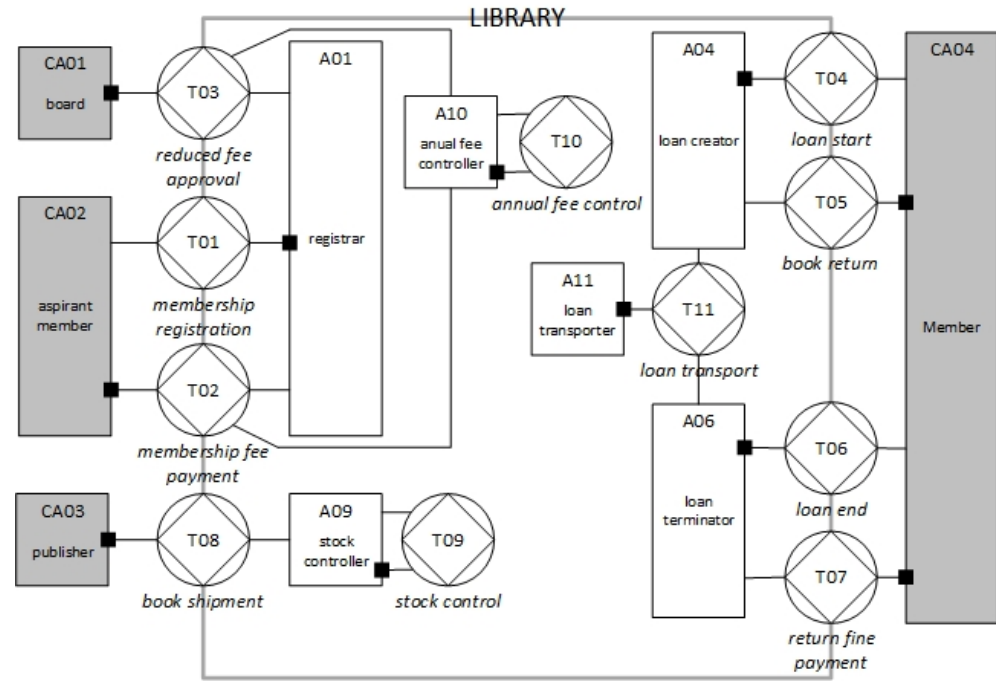 LIBRARY
CA01
board
T03
reduced fee
approval
A01
registrar
A10
anual fee
controller
T10
annual fee control
A04
loan creator
T04
loan start
CA04
Member
CA02
aspirant
member
T01
membership
registration
T05
book return
A11
loan
transporter
T11
loan transport
T02
membership fee
payment
A06
loan
terminator
T06
loan end
CA03
publisher
T08
book shipment
A09
stock
controller
T09
stock control
T07
return fine
payment